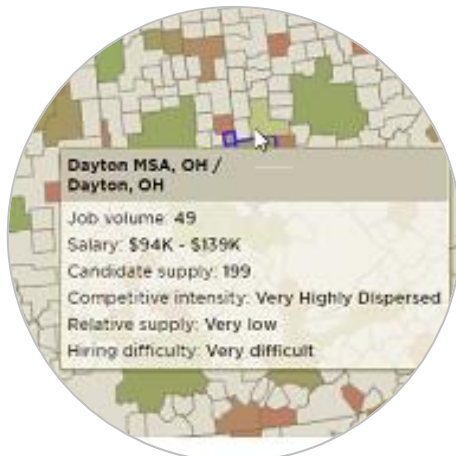 Dayton MSA, OH /
Dayton, OH
Job volume: 49
Salary: $94K - $139K
Candidate supply: 199
Competitive intensity: Very Highly Dispersed
Relative supply: Very low
Hiring difficulty: Very difficult